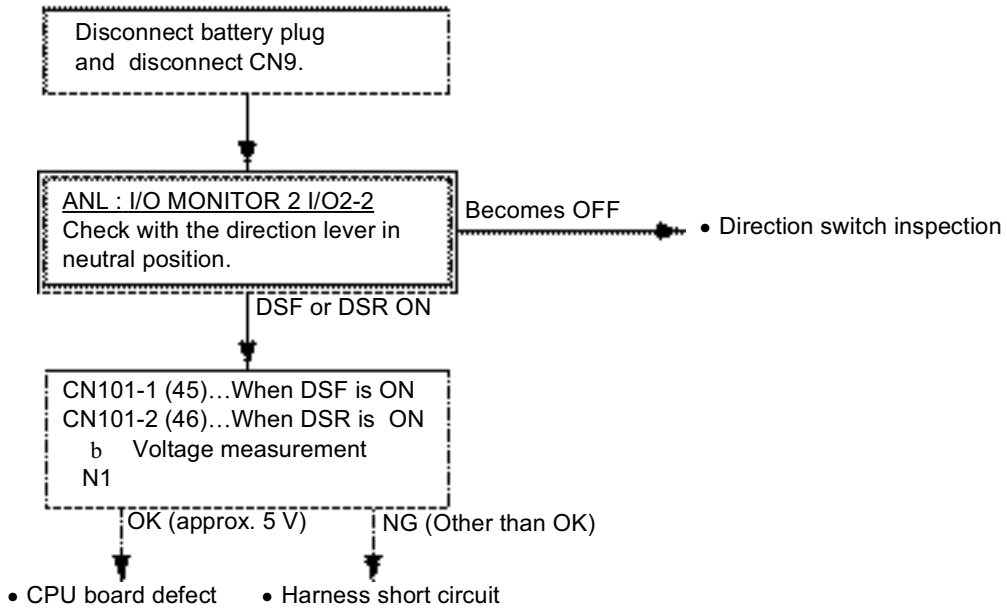 Disconnect battery plug
and disconnect CN9.
ANL : I/O MONITOR 2 I/O2-2
Check with the direction lever in
neutral position.
Becomes OFF
• Direction switch inspection
DSF or DSR ON
CN101-1 (45)…When DSF is ON
CN101-2 (46)…When DSR is ON
b Voltage measurement
N1
OK (approx. 5 V)
NG (Other than OK)
• CPU board defect
• Harness short circuit